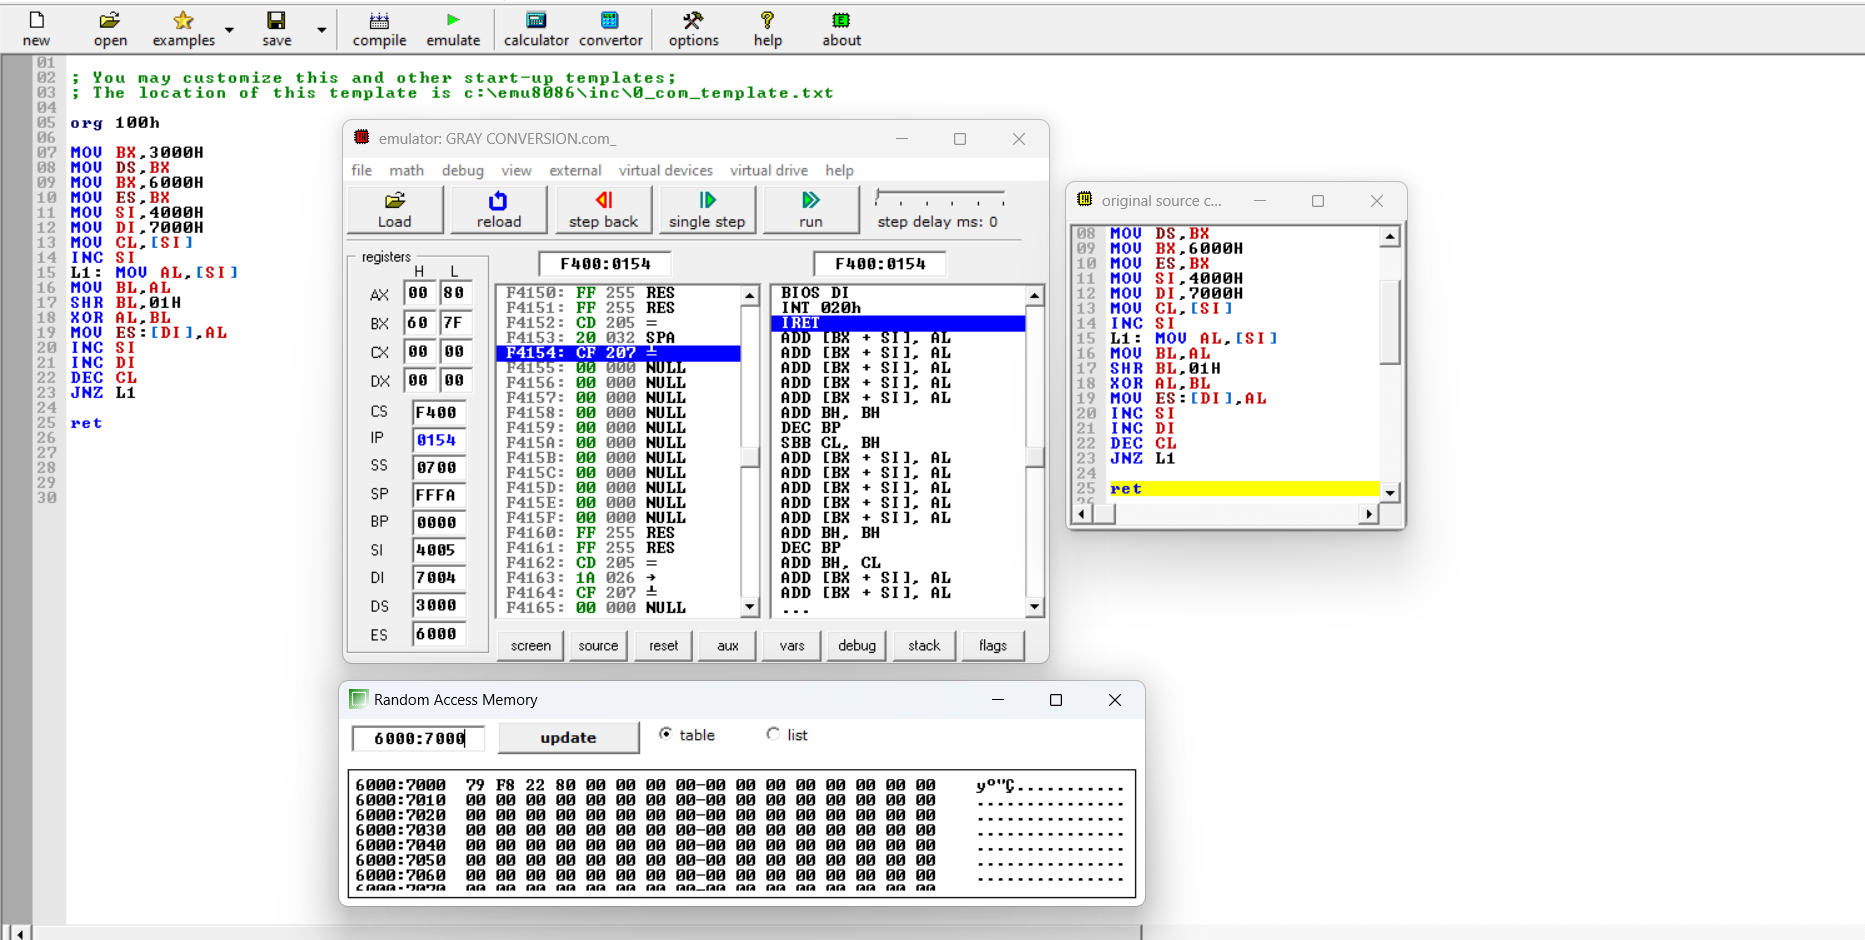 new open examples save compile emulate calculator convertor options help about
01
02 ; You may customize this and other start-up templates;
03 ; The location of this template is c:\emu8086\inc\0_com_template.txt
04
05 org 100h
06
07 MOV BX,3000H
08 MOV DS,BX
09 MOV BX,6000H
10 MOV ES,BX
11 MOV SI,4000H
12 MOV DI,7000H
13 MOV CL,[SI]
14 INC SI
15 L1: MOV AL,[SI]
16 MOV BL,AL
17 SHR BL,01H
18 XOR AL,BL
19 MOV ES:[DI],AL
20 INC SI
21 INC DI
22 DEC CL
23 JNZ L1
24
25 ret
26
27
28
29
30
emulator: GRAY CONVERSION.com_
file math debug view external virtual devices virtual drive help
Load reload step back single step run step delay ms: 0
registers
H L
AX 00 80
BX 60 7F
CX 00 00
DX 00 00
CS F400
IP 0154
SS 0700
SP FFFA
BP 0000
SI 4005
DI 7004
DS 3000
ES 6000
F400:0154
F4150: FF 255 RES
F4151: FF 255 RES
F4152: CD 205 =
F4153: 20 032 SPA
F4154: CF 207 ╧
F4155: 00 000 NULL
F4156: 00 000 NULL
F4157: 00 000 NULL
F4158: 00 000 NULL
F4159: 00 000 NULL
F415A: 00 000 NULL
F415B: 00 000 NULL
F415C: 00 000 NULL
F415D: 00 000 NULL
F415E: 00 000 NULL
F415F: 00 000 NULL
F4160: FF 255 RES
F4161: FF 255 RES
F4162: CD 205 =
F4163: 1A 026 →
F4164: CF 207 ╧
F4165: 00 000 NULL
F400:0154
BIOS DI
INT 020h
IRET
ADD [BX + SI], AL
ADD [BX + SI], AL
ADD [BX + SI], AL
ADD [BX + SI], AL
ADD [BX + SI], AL
ADD BH, BH
DEC BP
SBB CL, BH
ADD [BX + SI], AL
ADD [BX + SI], AL
ADD [BX + SI], AL
ADD [BX + SI], AL
ADD [BX + SI], AL
ADD BH, BH
DEC BP
ADD BH, CL
ADD [BX + SI], AL
ADD [BX + SI], AL
...
screen source reset aux vars debug stack flags
original source c...
08 MOV DS,BX
09 MOV BX,6000H
10 MOV ES,BX
11 MOV SI,4000H
12 MOV DI,7000H
13 MOV CL,[SI]
14 INC SI
15 L1: MOV AL,[SI]
16 MOV BL,AL
17 SHR BL,01H
18 XOR AL,BL
19 MOV ES:[DI],AL
20 INC SI
21 INC DI
22 DEC CL
23 JNZ L1
24
25 ret
26
Random Access Memory
6000:7000 update table list
6000:7000 79 F8 22 80 00 00 00 00-00 00 00 00 00 00 00 00 y°"Ç............
6000:7010 00 00 00 00 00 00 00 00-00 00 00 00 00 00 00 00 ................
6000:7020 00 00 00 00 00 00 00 00-00 00 00 00 00 00 00 00 ................
6000:7030 00 00 00 00 00 00 00 00-00 00 00 00 00 00 00 00 ................
6000:7040 00 00 00 00 00 00 00 00-00 00 00 00 00 00 00 00 ................
6000:7050 00 00 00 00 00 00 00 00-00 00 00 00 00 00 00 00 ................
6000:7060 00 00 00 00 00 00 00 00-00 00 00 00 00 00 00 00 ................
6000:7070 00 00 00 00 00 00 00 00-00 00 00 00 00 00 00 00